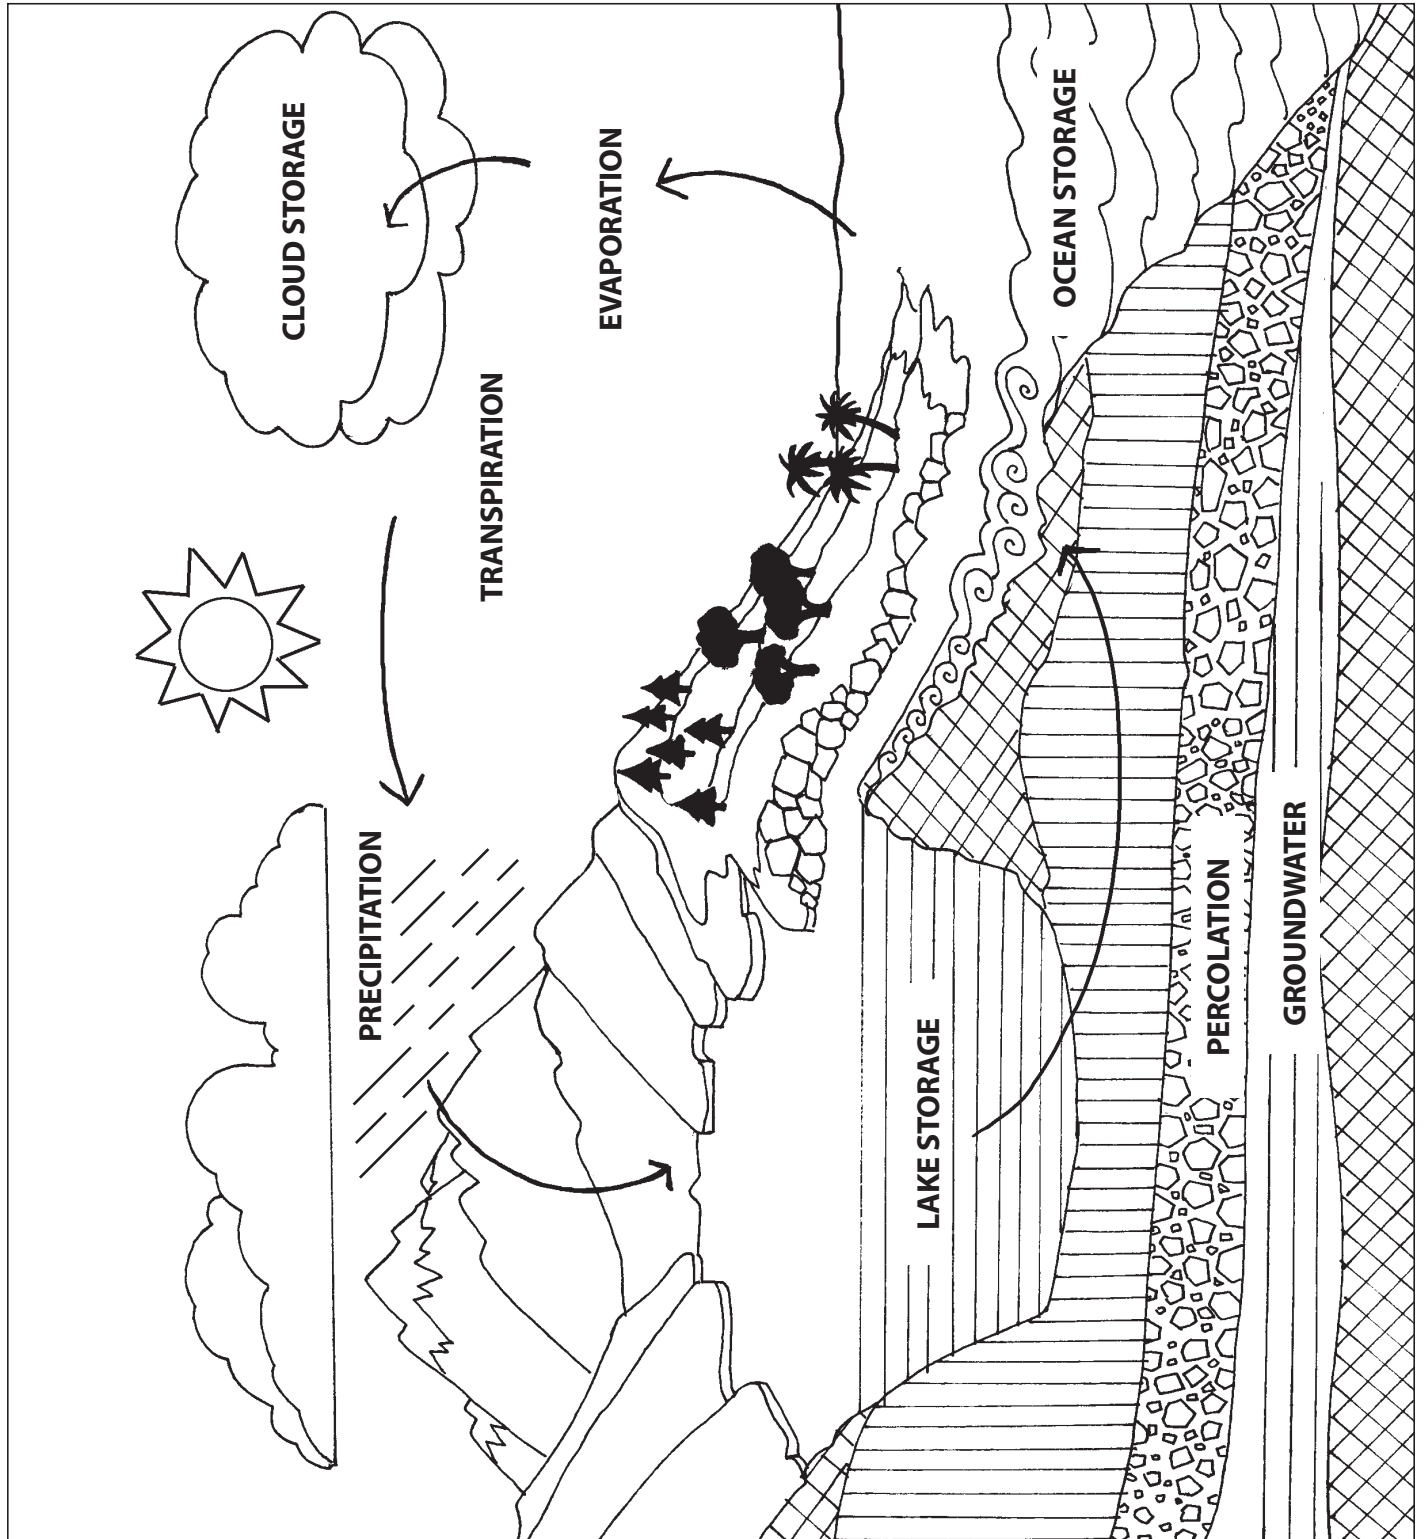 CLOUD STORAGE
PRECIPITATION
TRANSPIRATION
EVAPORATION
LAKE STORAGE
OCEAN STORAGE
PERCOLATION
GROUNDWATER